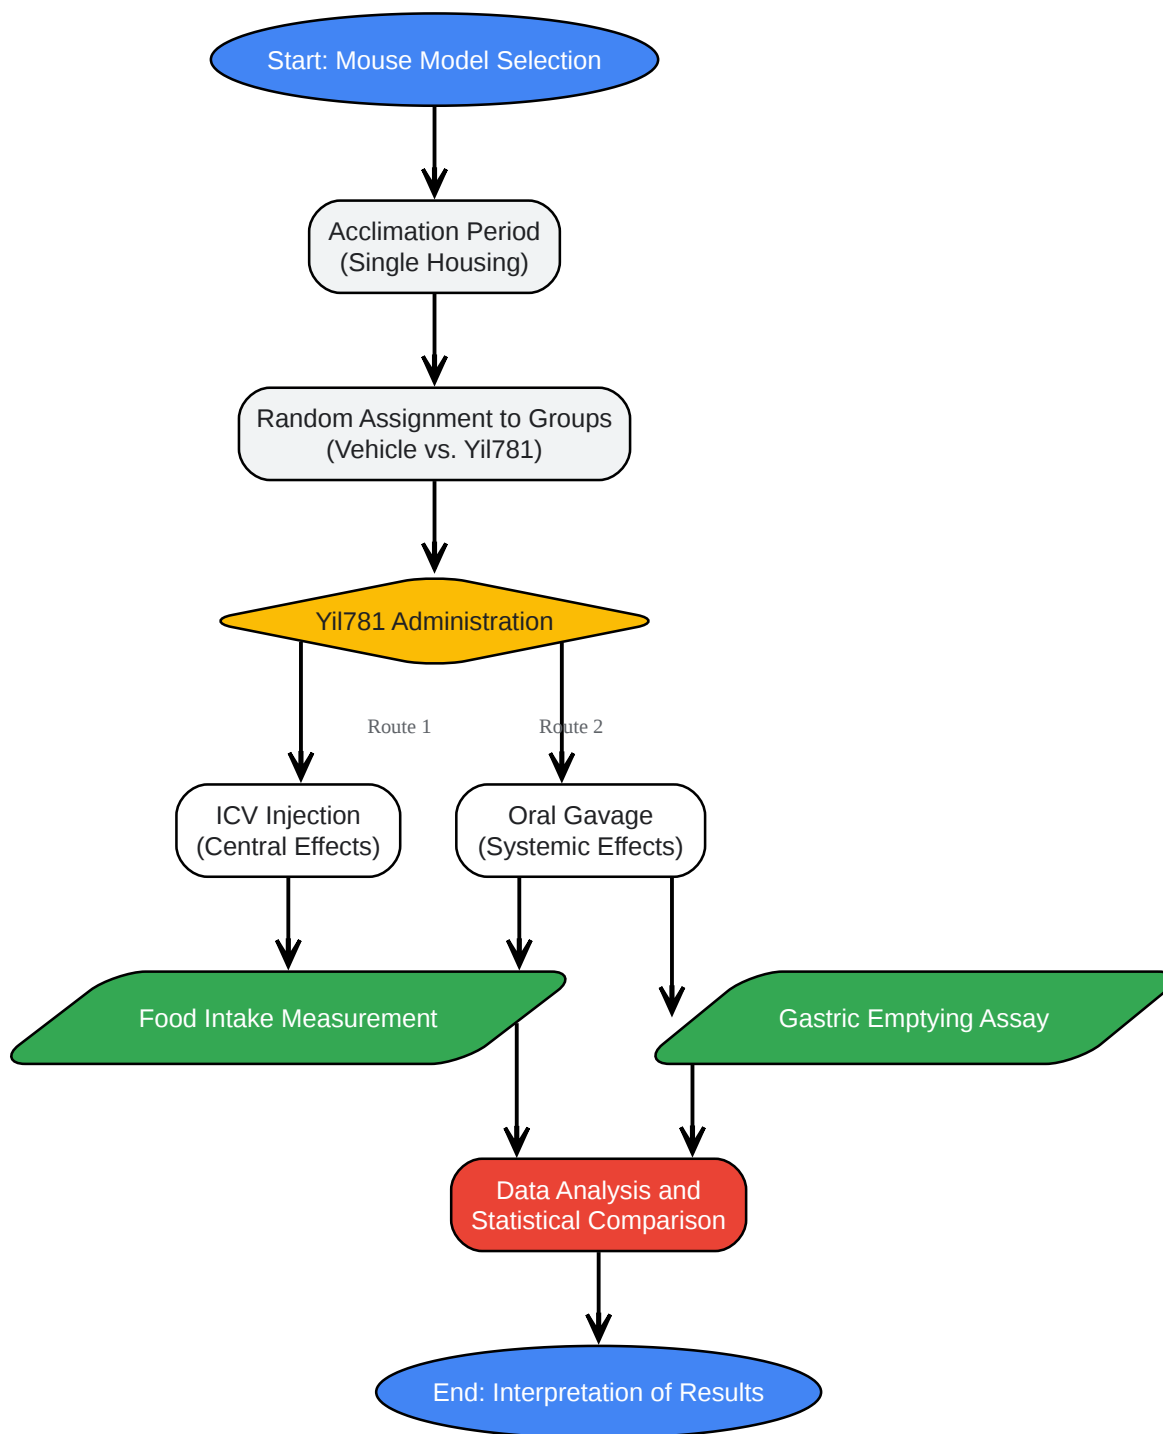 Start: Mouse Model Selection
Acclimation Period
(Single Housing)
Random Assignment to Groups
(Vehicle vs. Yil781)
Yil781 Administration
Route 1
Route 2
ICV Injection
(Central Effects)
Oral Gavage
(Systemic Effects)
Food Intake Measurement
Gastric Emptying Assay
Data Analysis and
Statistical Comparison
End: Interpretation of Results